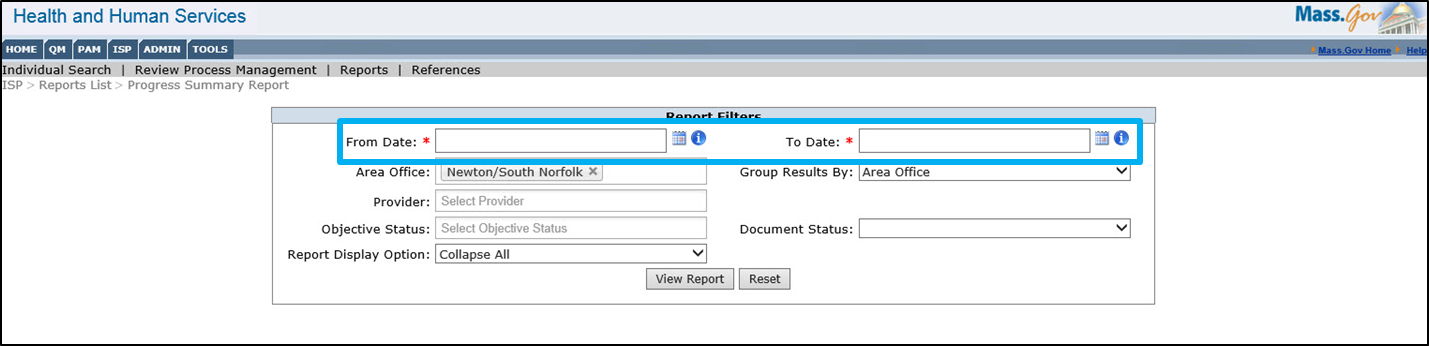 Health and Human Services
Mass.Gov
HOME QM PAM ISP ADMIN TOOLS
Mass.Gov Home Help
Individual Search | Review Process Management | Reports | References
ISP > Reports List > Progress Summary Report
Report Filters
From Date: * To Date: *
Area Office: Newton/South Norfolk × Group Results By: Area Office
Provider: Select Provider
Objective Status: Select Objective Status Document Status:
Report Display Option: Collapse All
View Report Reset